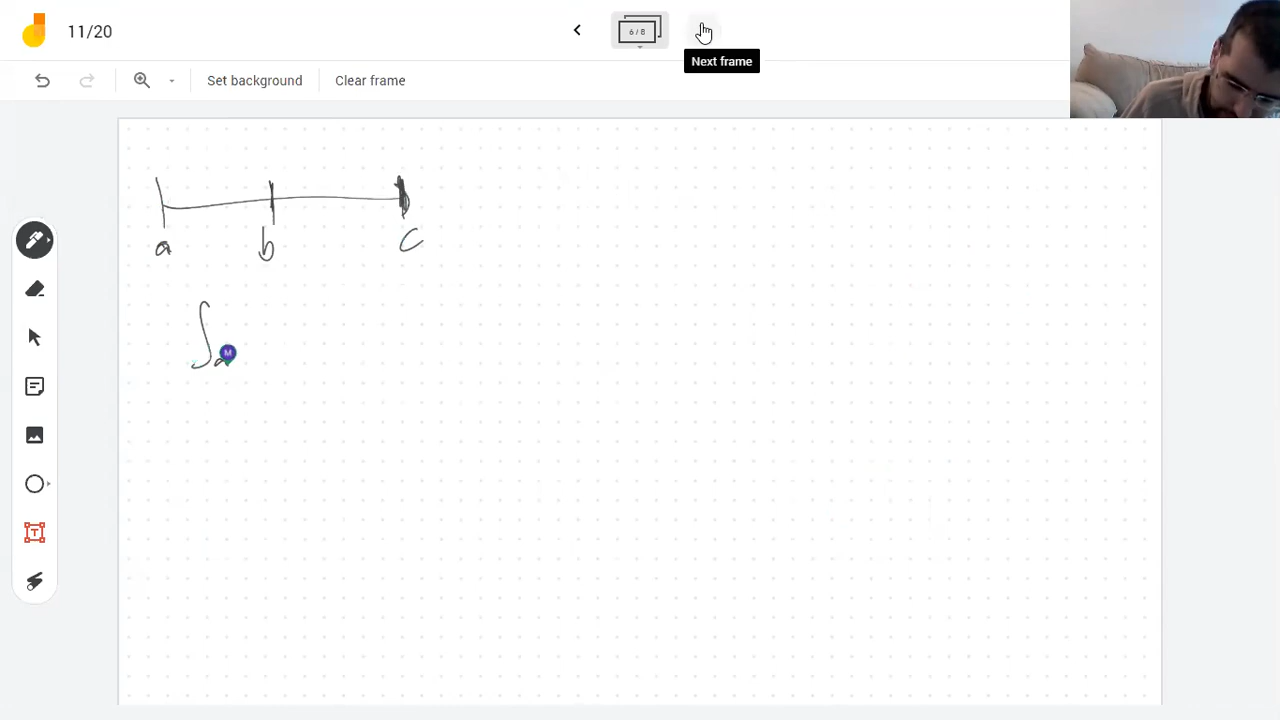 11/20
6 / 8
Next frame
Set background
Clear frame
a b c
∫a
M
T